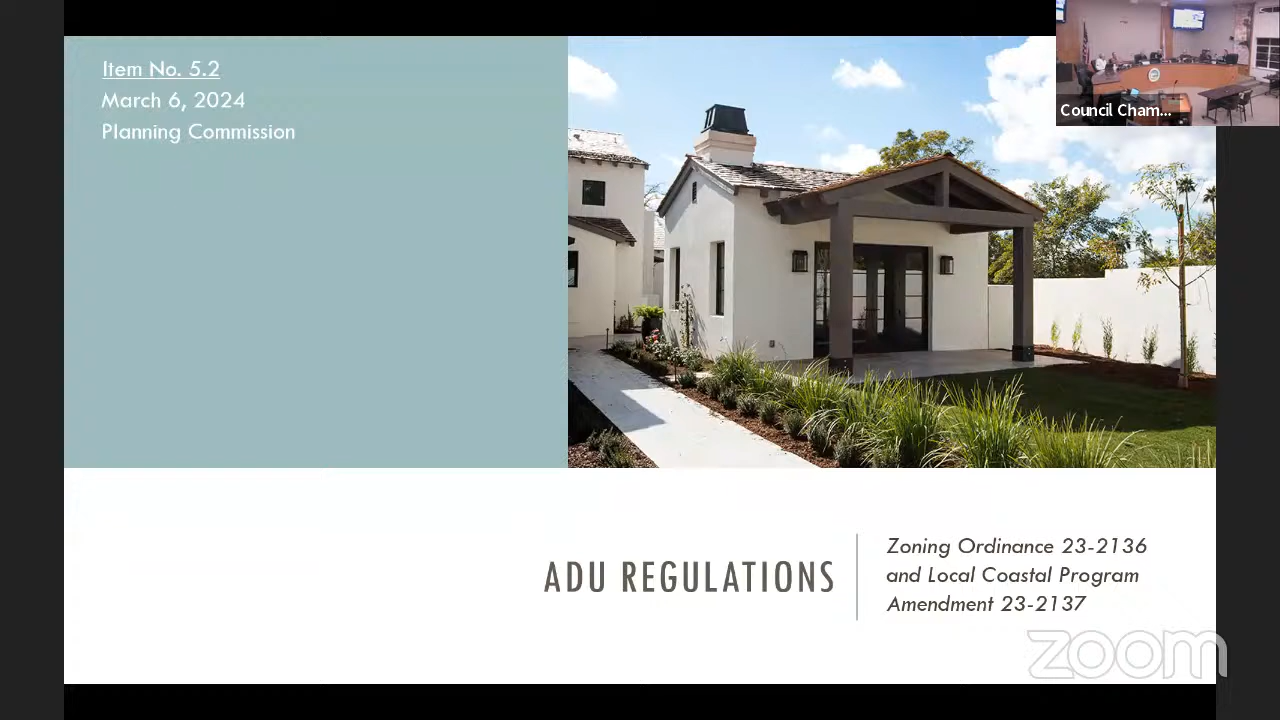 Item No. 5.2
March 6, 2024
Planning Commission
Council Cham...
ADU REGULATIONS
Zoning Ordinance 23-2136
and Local Coastal Program
Amendment 23-2137
zoom